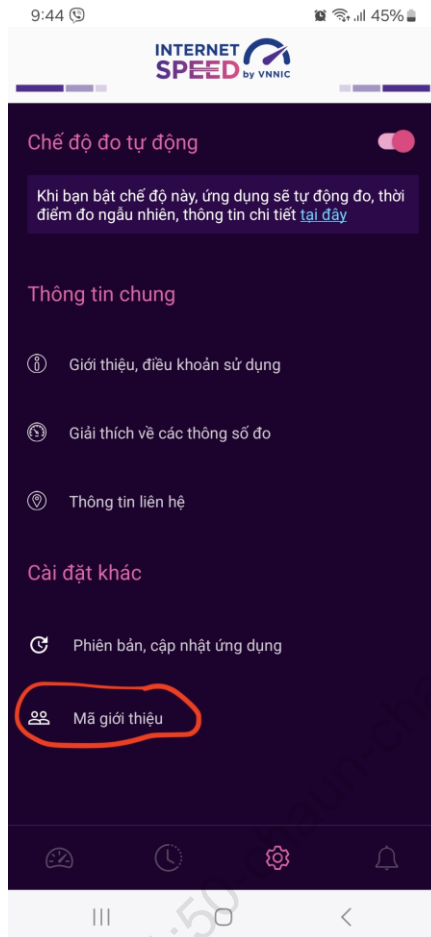 9:44
45%
INTERNET
SPEED by VNNIC
Chế độ đo tự động
Khi bạn bật chế độ này, ứng dụng sẽ tự động đo, thời
điểm đo ngẫu nhiên, thông tin chi tiết tại đây
Thông tin chung
Giới thiệu, điều khoản sử dụng
Giải thích về các thông số đo
Thông tin liên hệ
Cài đặt khác
Phiên bản, cập nhật ứng dụng
Mã giới thiệu